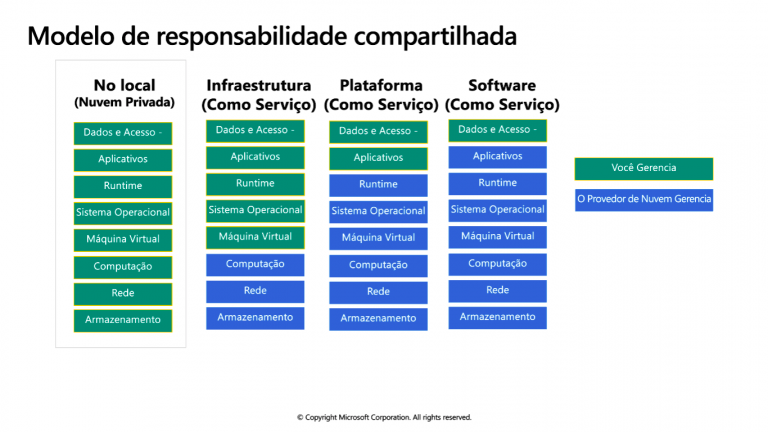 Modelo de responsabilidade compartilhada
No local
(Nuvem Privada)
Dados e Acesso -
Aplicativos
Runtime
Sistema Operacional
Máquina Virtual
Computação
Rede
Armazenamento
Infraestrutura
(Como Serviço)
Dados e Acesso -
Aplicativos
Runtime
Sistema Operacional
Máquina Virtual
Computação
Rede
Armazenamento
Plataforma
(Como Serviço)
Dados e Acesso -
Aplicativos
Runtime
Sistema Operacional
Máquina Virtual
Computação
Rede
Armazenamento
Software
(Como Serviço)
Dados e Acesso -
Aplicativos
Runtime
Sistema Operacional
Máquina Virtual
Computação
Rede
Armazenamento
Você Gerencia
O Provedor de Nuvem Gerencia
© Copyright Microsoft Corporation. All rights reserved.